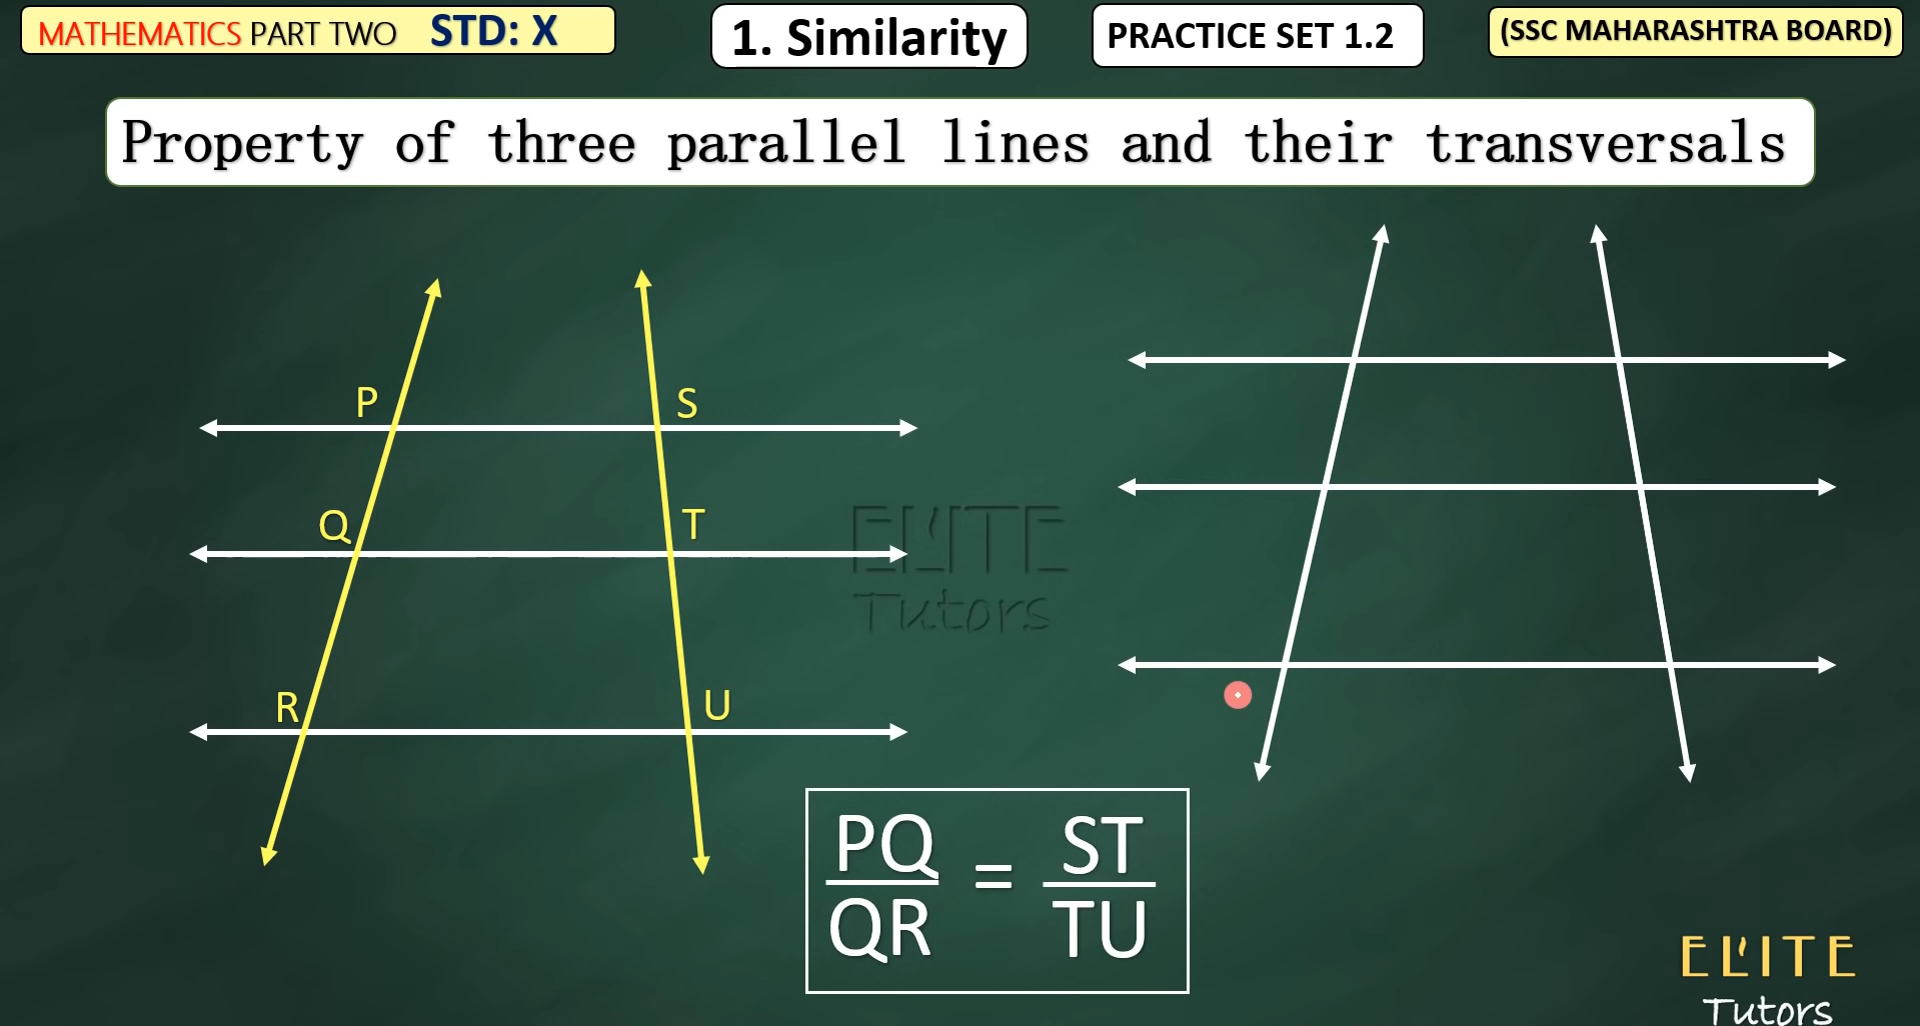 MATHEMATICS PART TWO STD: X
1. Similarity
PRACTICE SET 1.2
(SSC MAHARASHTRA BOARD)
Property of three parallel lines and their transversals
P S
Q T
R U
ELITE
Tutors
PQ = ST
QR TU
ELITE
Tutors